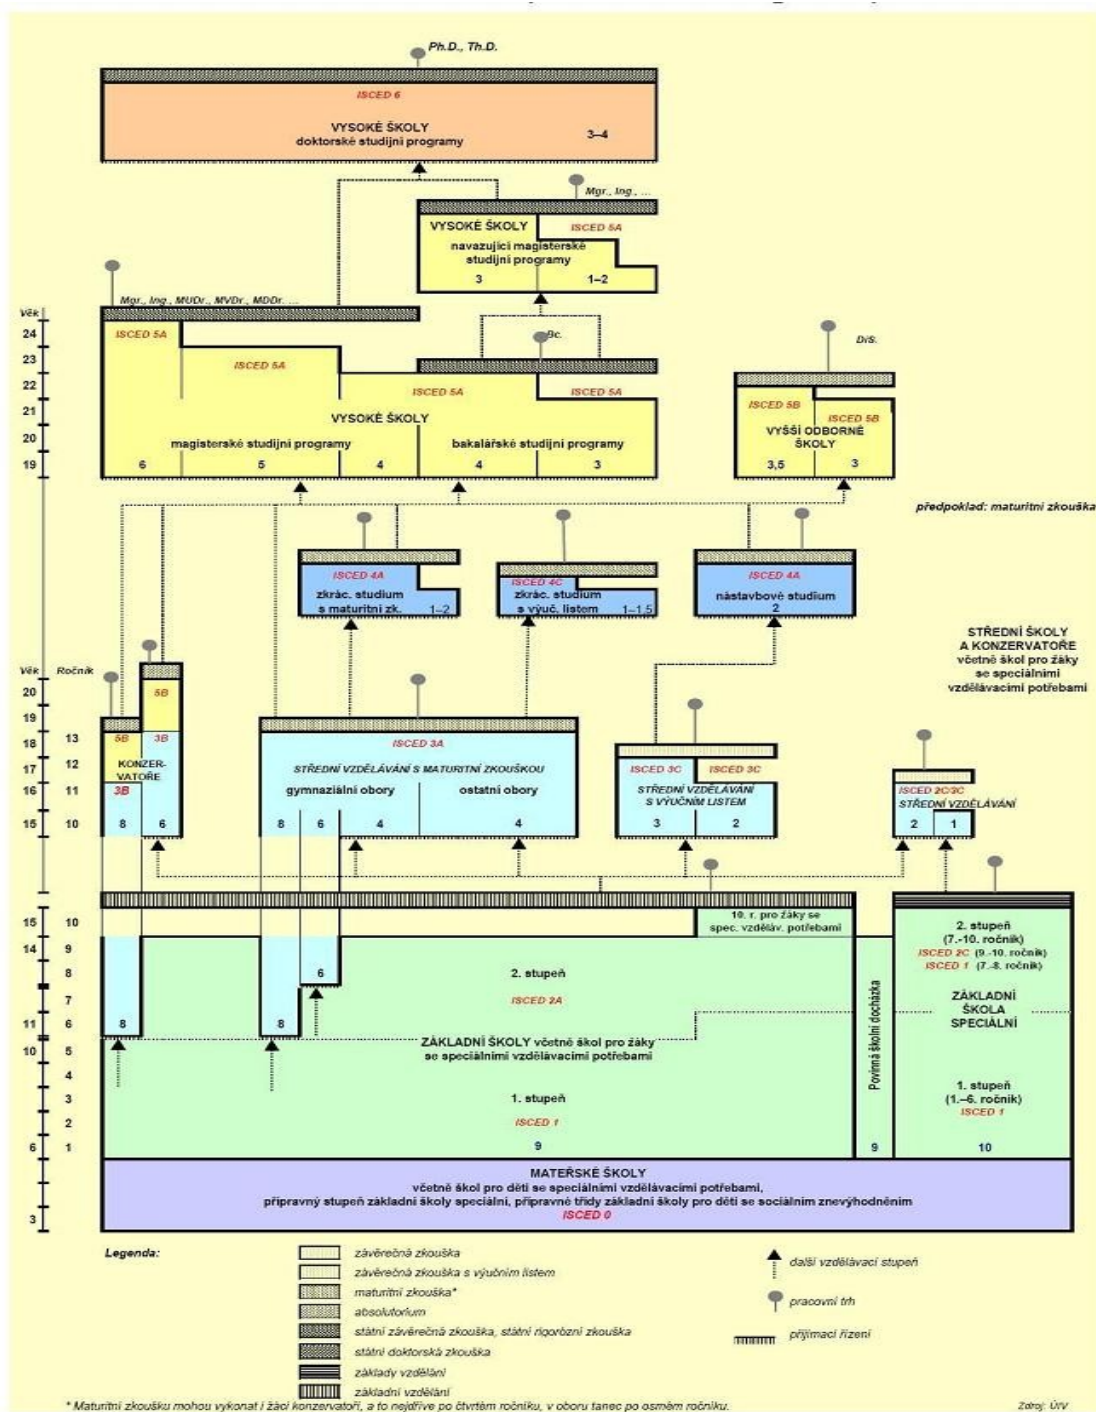 Ph.D., Th.D.
ISCED 6
VYSOKÉ ŠKOLY
doktorské studijní programy
3–4
Mgr., Ing., ...
VYSOKÉ ŠKOLY
ISCED 5A
navazující magisterské
studijní programy
3
1–2
Mgr., Ing., MUDr., MVDr., MDDr. ...
Věk
24
23
22
21
20
19
ISCED 5A
ISCED 5A
ISCED 5A
ISCED 5A
Bc.
VYSOKÉ ŠKOLY
magisterské studijní programy
bakalářské studijní programy
6
5
4
4
3
DiS.
ISCED 5B
ISCED 5B
VYŠŠÍ ODBORNÉ
ŠKOLY
3,5
3
předpoklad: maturitní zkouška
ISCED 4A
zkrác. studium
s maturitní zk.
1–2
ISCED 4C
zkrác. studium
s výuč. listem
1–1,5
ISCED 4A
nástavbové studium
2
STŘEDNÍ ŠKOLY
A KONZERVATOŘE
včetně škol pro žáky
se speciálními
vzdělávacími potřebami
Věk
Ročník
20
19
18
13
17
12
16
11
15
10
5B
5B
3B
KONZER-
VATOŘE
3B
8
6
ISCED 3A
STŘEDNÍ VZDĚLÁVÁNÍ S MATURITNÍ ZKOUŠKOU
gymnaziální obory
ostatní obory
8
6
4
4
ISCED 3C
ISCED 3C
STŘEDNÍ VZDĚLÁVÁNÍ
S VÝUČNÍM LISTEM
3
2
ISCED 2C/3C
STŘEDNÍ VZDĚLÁVÁNÍ
2
1
15
10
14
9
8
7
11
6
10
5
4
3
2
6
1
3
10. r. pro žáky se
spec. vzděláv. potřebami
8
8
6
2. stupeň
ISCED 2A
ZÁKLADNÍ ŠKOLY včetně škol pro žáky
se speciálními vzdělávacími potřebami
1. stupeň
ISCED 1
9
Povinná školní docházka
9
2. stupeň
(7.-10. ročník)
ISCED 2C (9.-10. ročník)
ISCED 1 (7.-8. ročník)
ZÁKLADNÍ
ŠKOLA
SPECIÁLNÍ
1. stupeň
(1.–6. ročník)
ISCED 1
10
MATEŘSKÉ ŠKOLY
včetně škol pro děti se speciálními vzdělávacími potřebami,
přípravný stupeň základní školy speciální, přípravné třídy základní školy pro děti se sociálním znevýhodněním
ISCED 0
Legenda:
závěrečná zkouška
závěrečná zkouška s výučním listem
maturitní zkouška*
absolutorium
státní závěrečná zkouška, státní rigorózní zkouška
státní doktorská zkouška
základy vzdělání
základní vzdělání
další vzdělávací stupeň
pracovní trh
přijímací řízení
* Maturitní zkoušku mohou vykonat i žáci konzervatoří, a to nejdříve po čtvrtém ročníku, v oboru tanec po osmém ročníku.
Zdroj: ÚIV